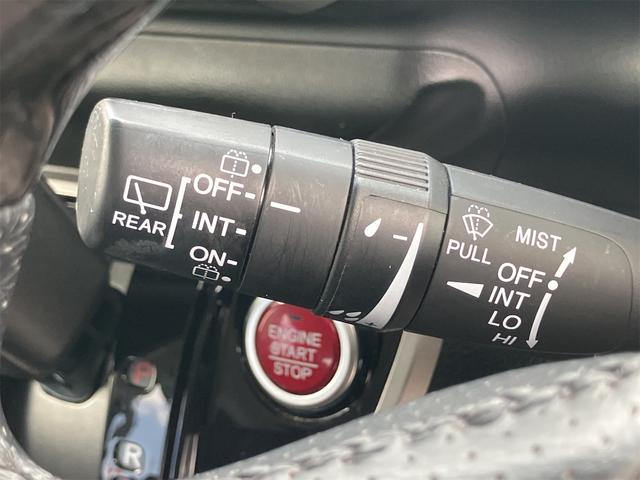 REAR
OFF
INT
ON
PULL
MIST
OFF
INT
LO
HI
ENGINE
START
STOP
P
R